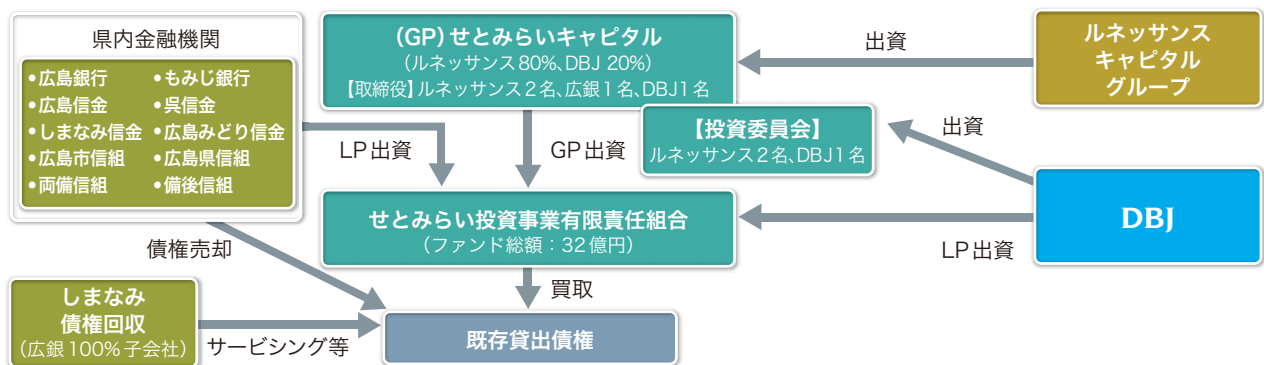 県内金融機関
•広島銀行 •もみじ銀行
•広島信金 •呉信金
•しまなみ信金 •広島みどり信金
•広島市信組 •広島県信組
•両備信組 •備後信組
(GP)せとみらいキャピタル
(ルネッサンス80%、DBJ 20%)
【取締役】ルネッサンス2名、広銀1名、DBJ1名
出資
ルネッサンス
キャピタル
グループ
【投資委員会】
ルネッサンス2名、DBJ1名
出資
LP出資
GP出資
せとみらい投資事業有限責任組合
(ファンド総額:32億円)
DBJ
LP出資
債権売却
買取
しまなみ
債権回収
(広銀100%子会社)
サービシング等
既存貸出債権